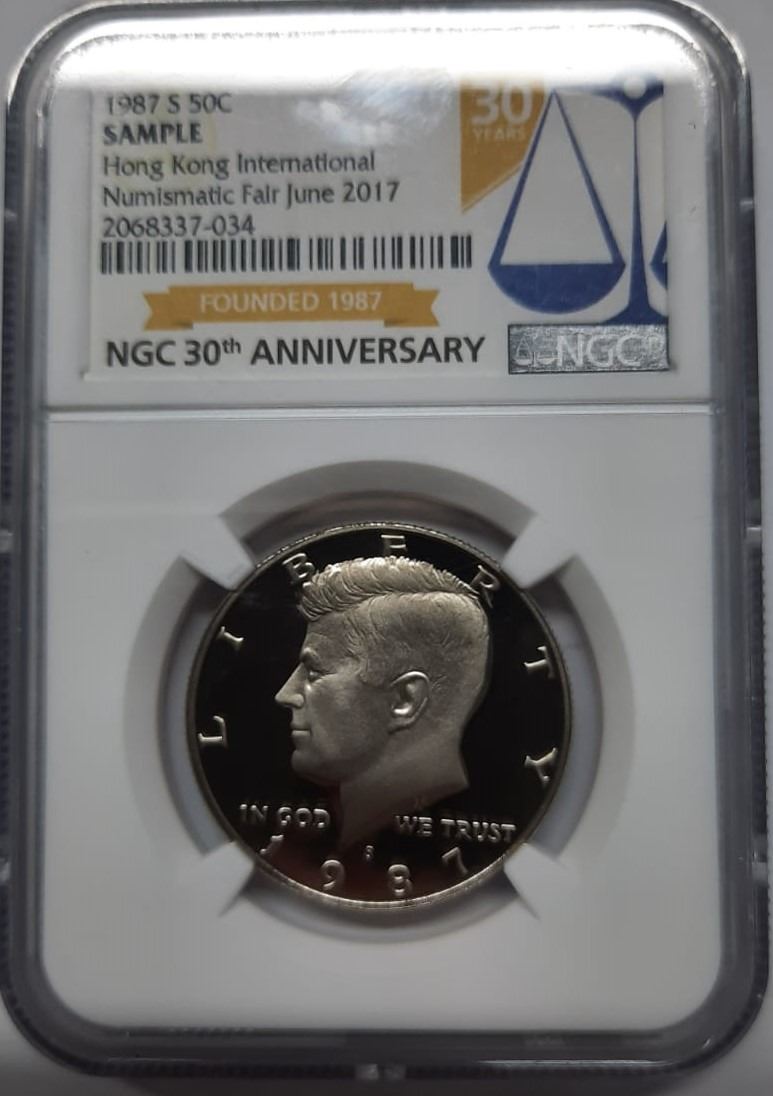 1987 S 50C
SAMPLE
Hong Kong International
Numismatic Fair June 2017
2068337-034
30
YEARS
FOUNDED 1987
NGC 30th ANNIVERSARY
NGC
LIBERTY
IN GOD WE TRUST
S
1987